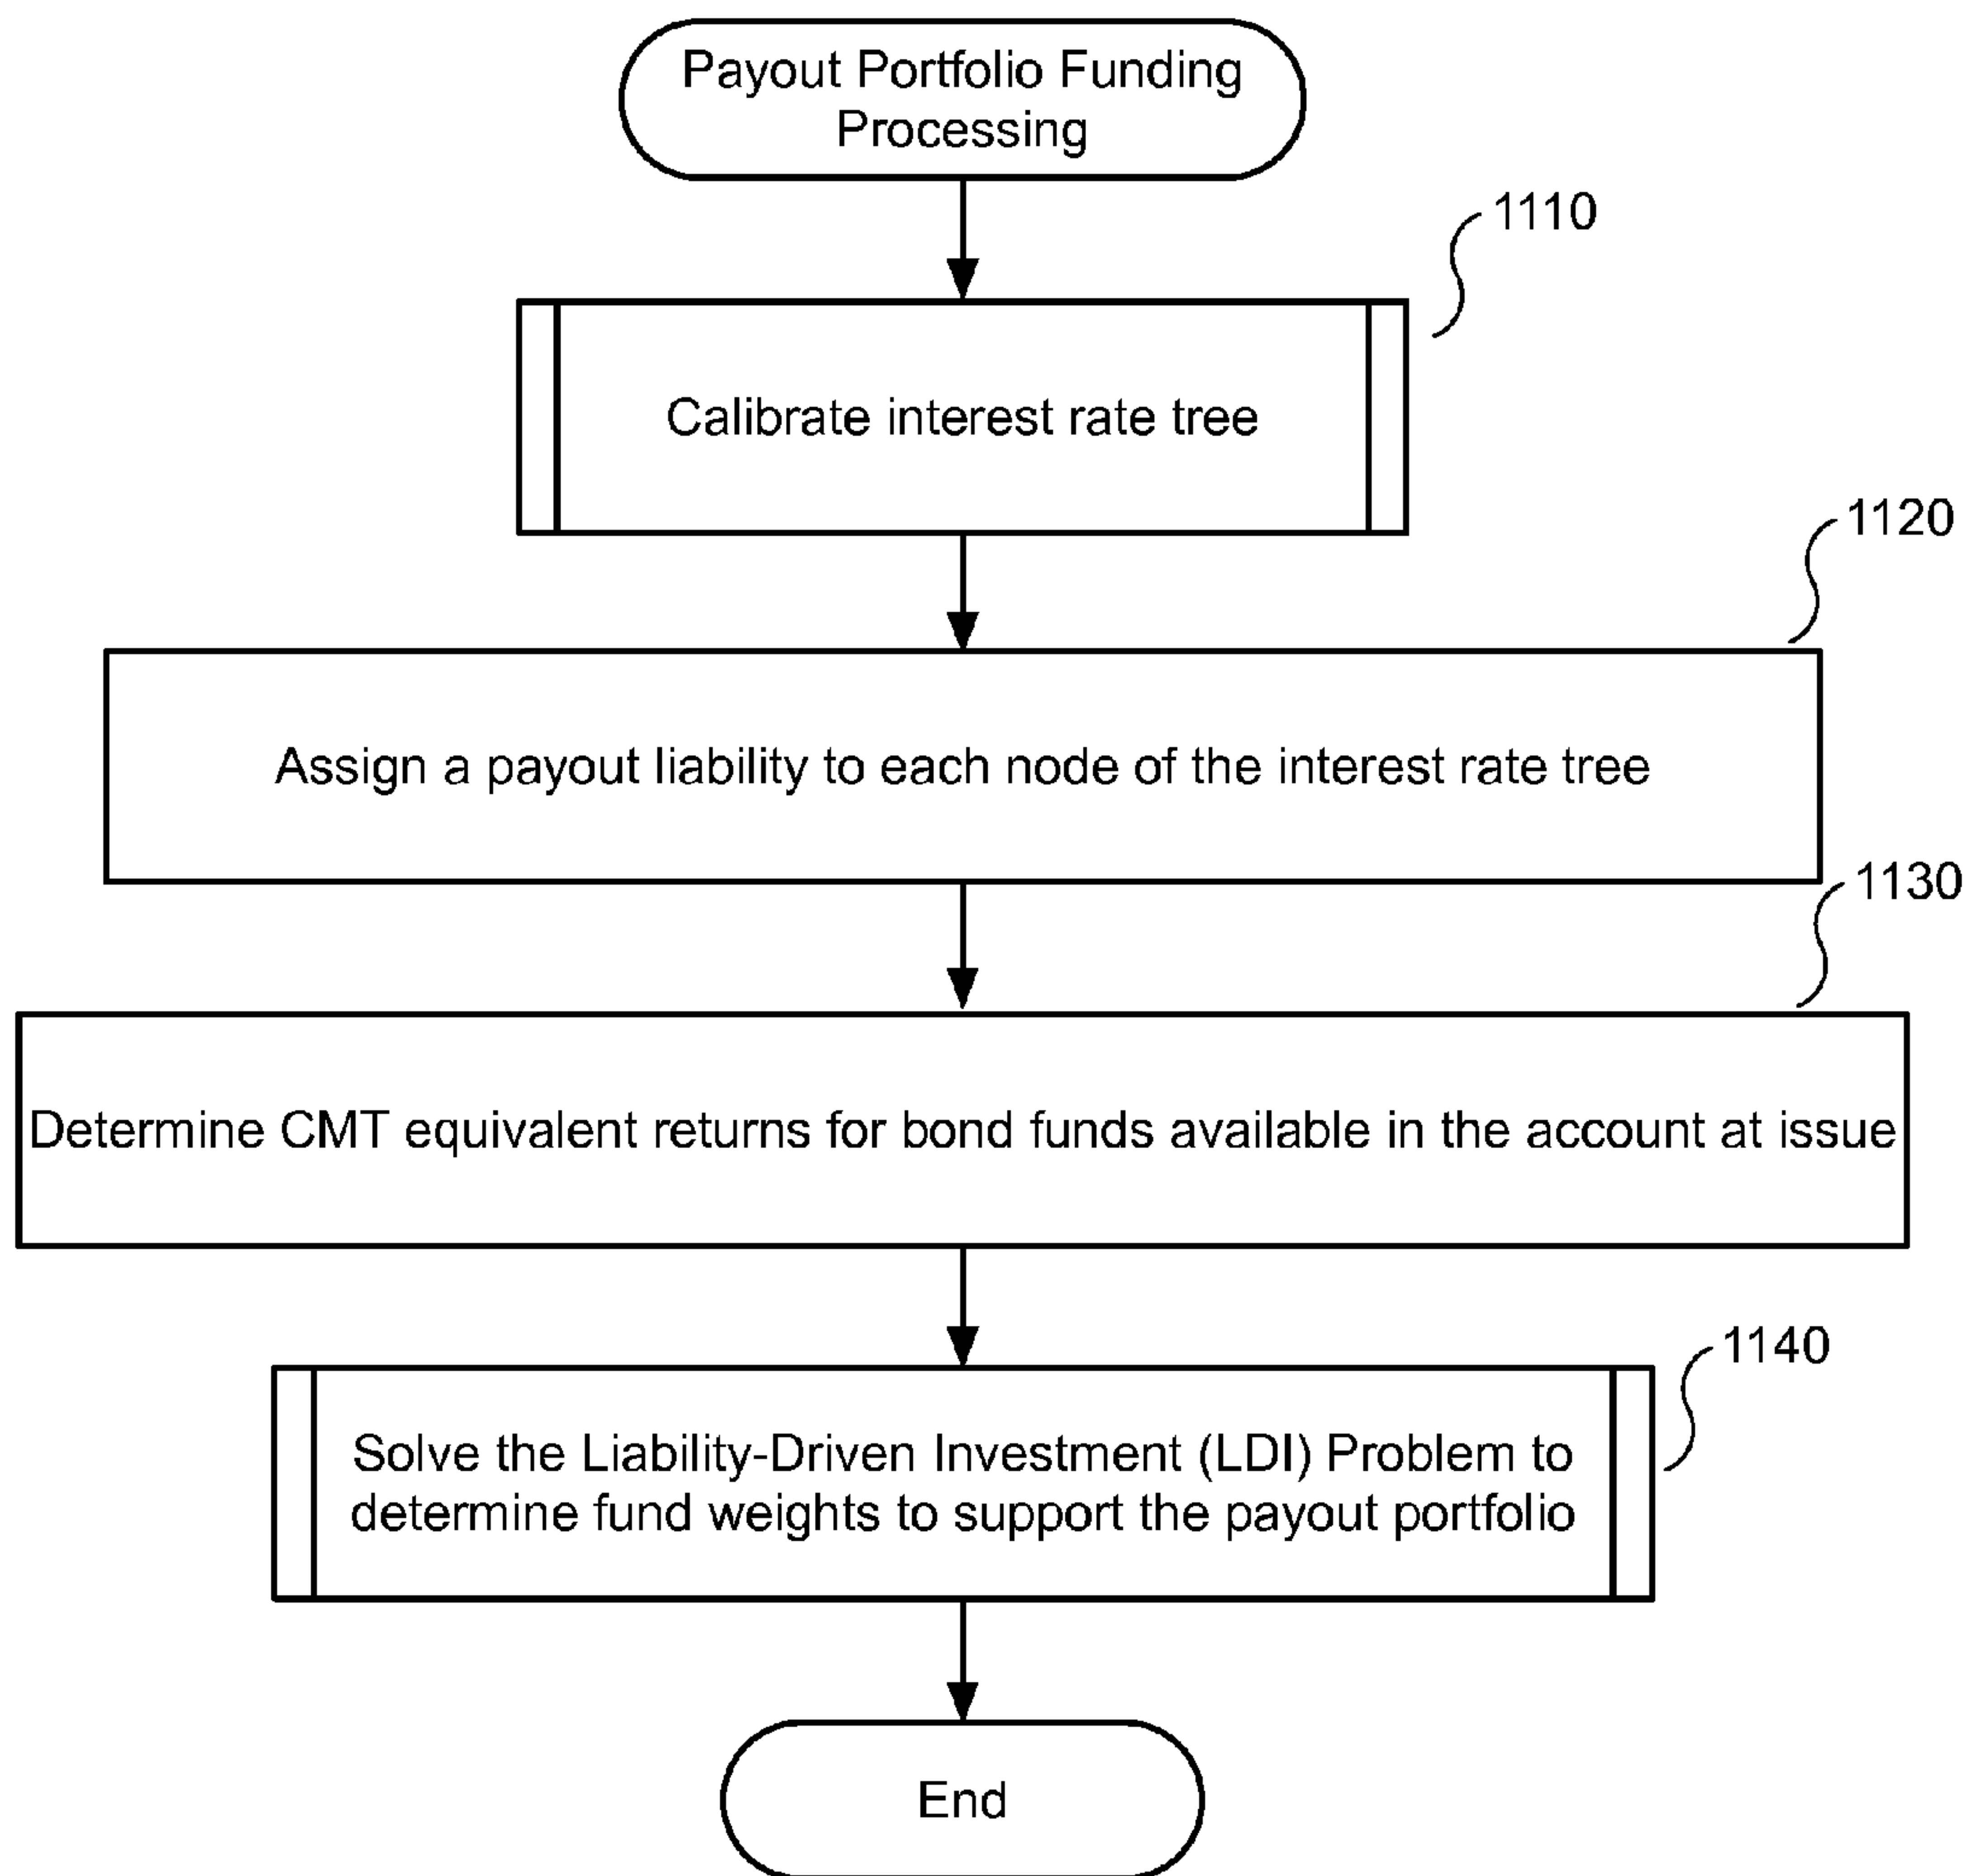 Payout Portfolio Funding
Processing
1110
Calibrate interest rate tree
1120
Assign a payout liability to each node of the interest rate tree
1130
Determine CMT equivalent returns for bond funds available in the account at issue
1140
Solve the Liability-Driven Investment (LDI) Problem to
determine fund weights to support the payout portfolio
End